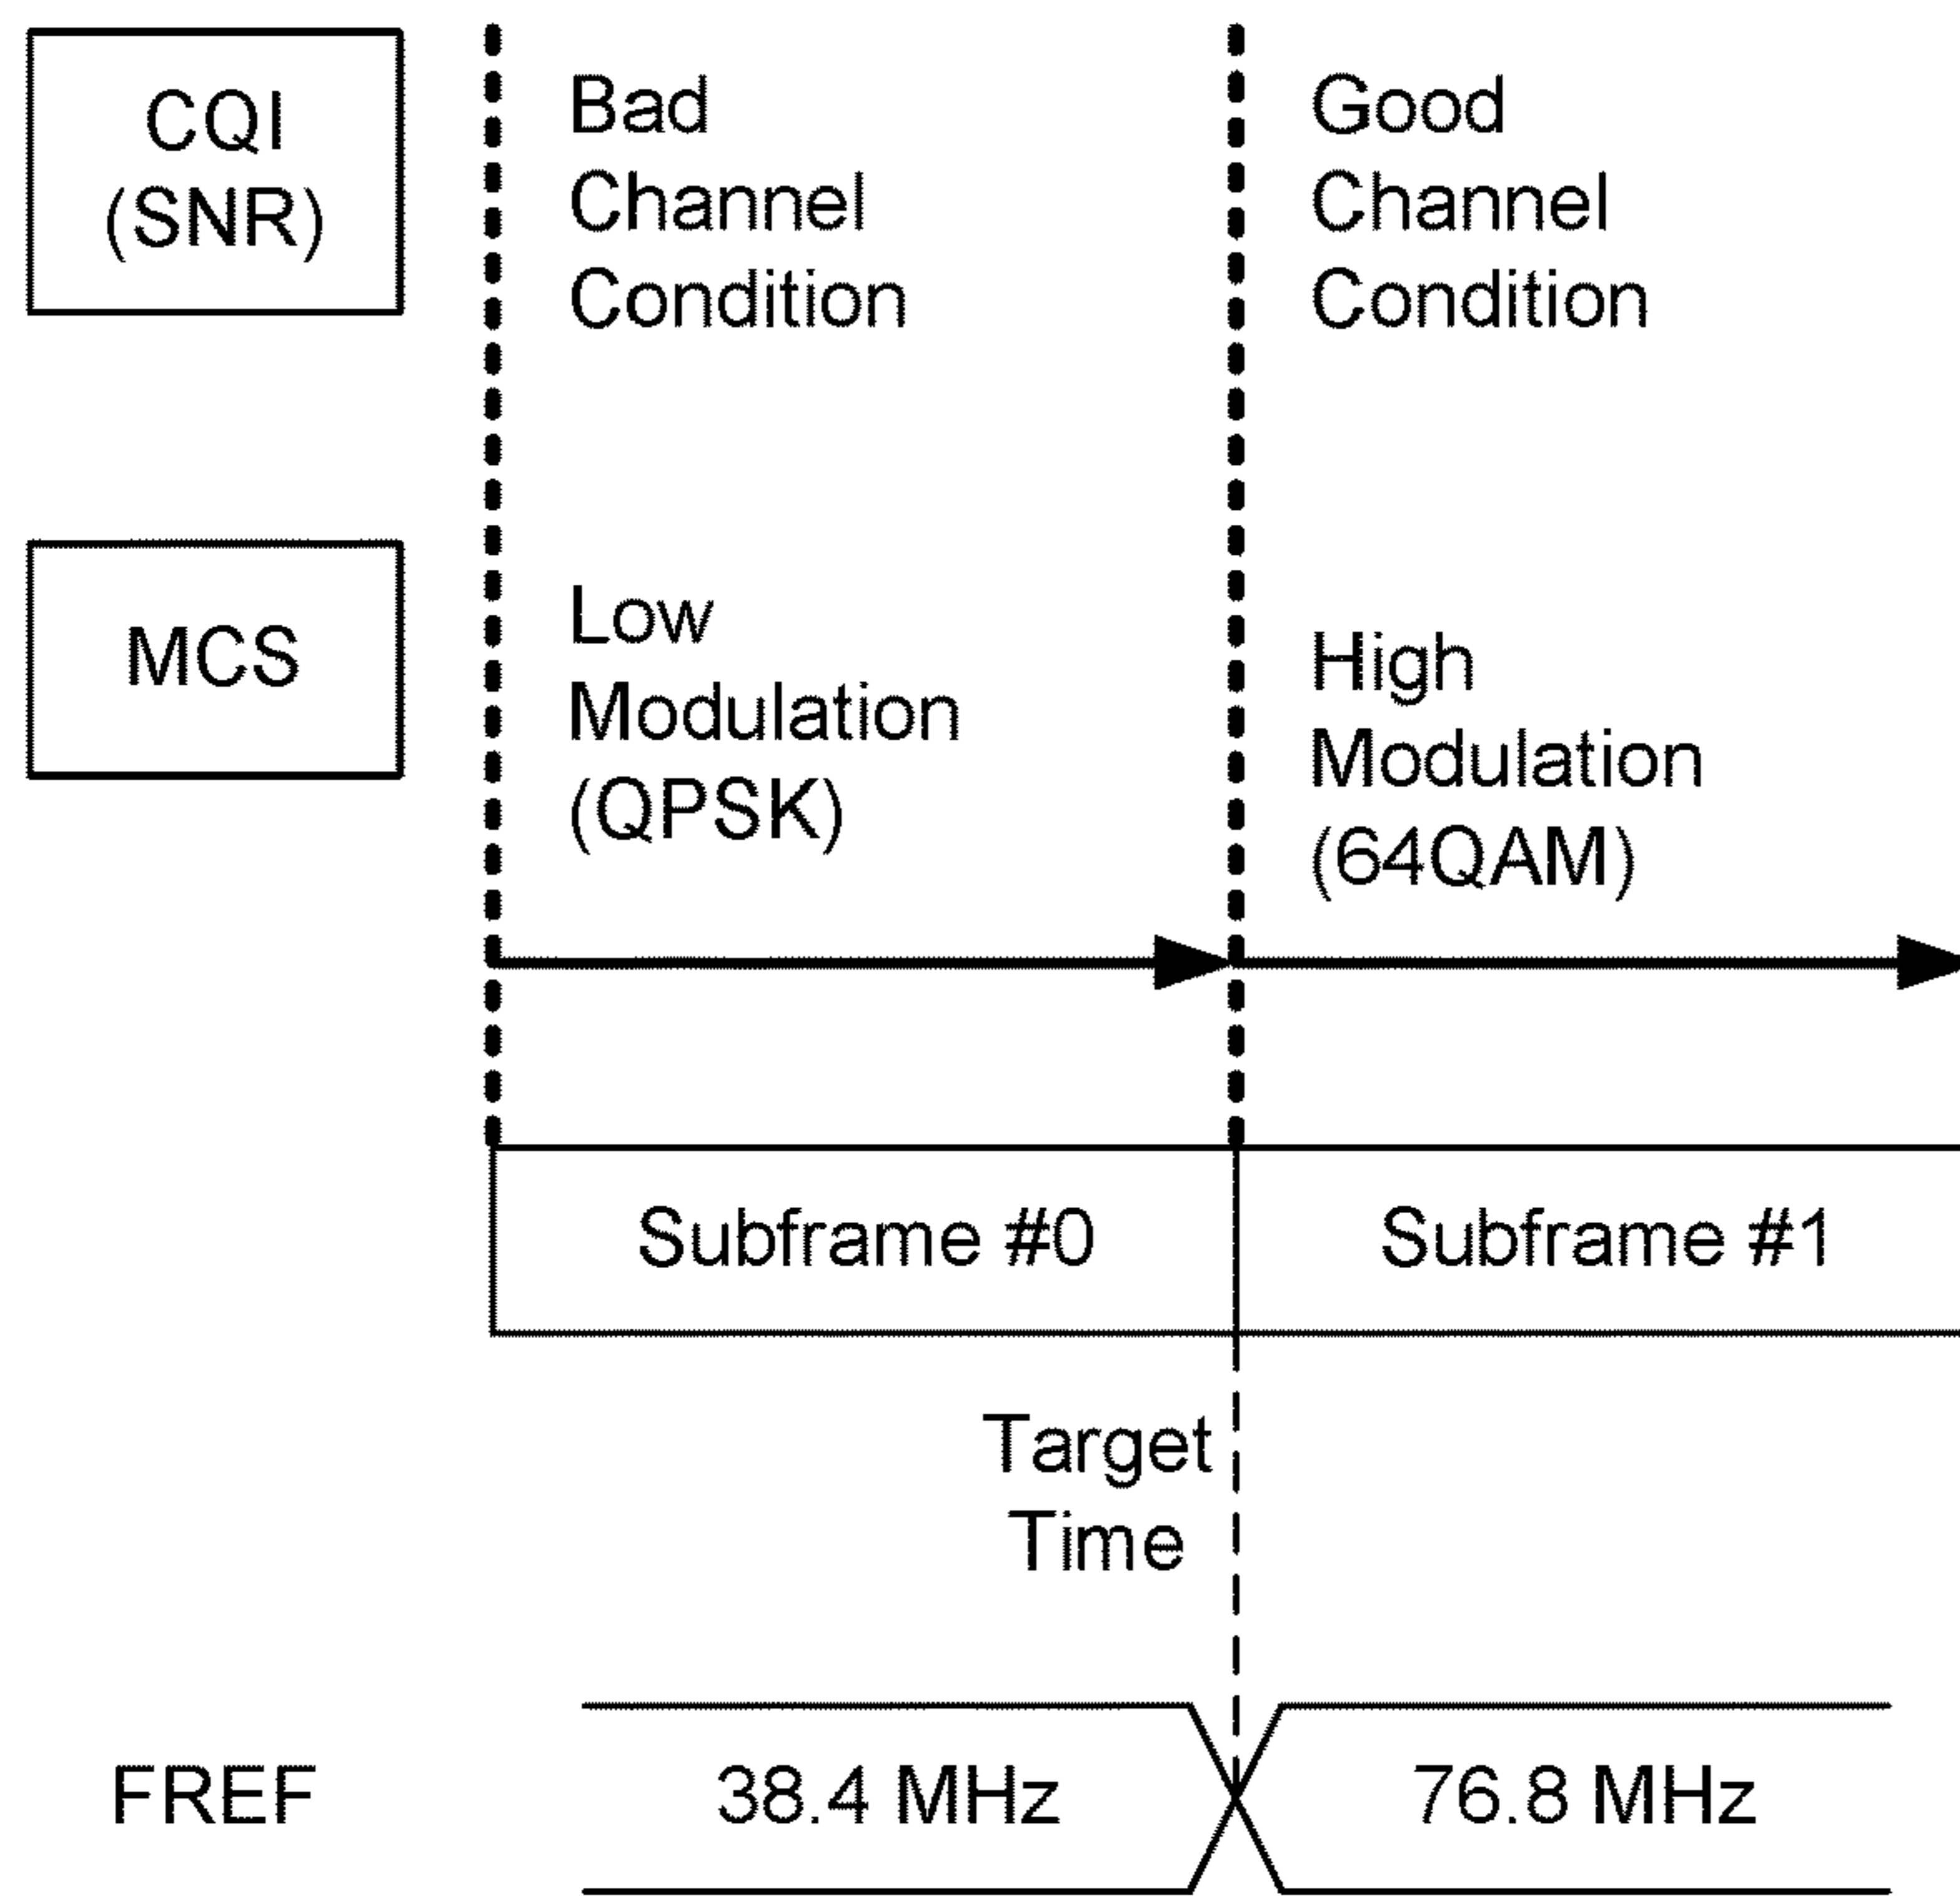 CQI
(SNR)
Bad
Channel
Condition
Good
Channel
Condition
MCS
Low
Modulation
(QPSK)
High
Modulation
(64QAM)
Subframe #0
Subframe #1
Target
Time
FREF
38.4 MHz
76.8 MHz